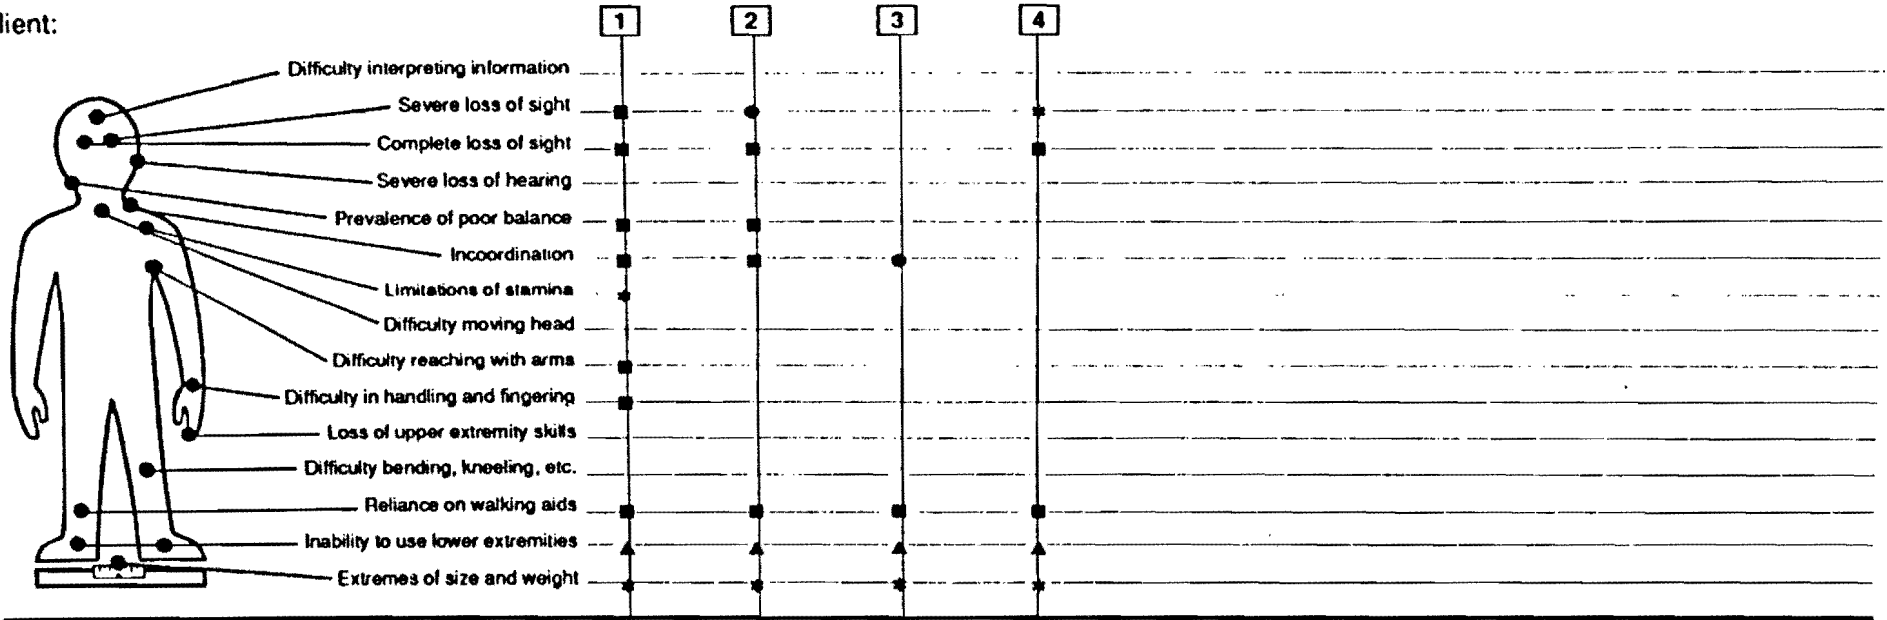 lient:
1 2 3 4
Difficulty interpreting information
Severe loss of sight
Complete loss of sight
Severe loss of hearing
Prevalence of poor balance
Incoordination
Limitations of stamina
Difficulty moving head
Difficulty reaching with arms
Difficulty in handling and fingering
Loss of upper extremity skills
Difficulty bending, kneeling, etc.
Reliance on walking aids
Inability to use lower extremities
Extremes of size and weight